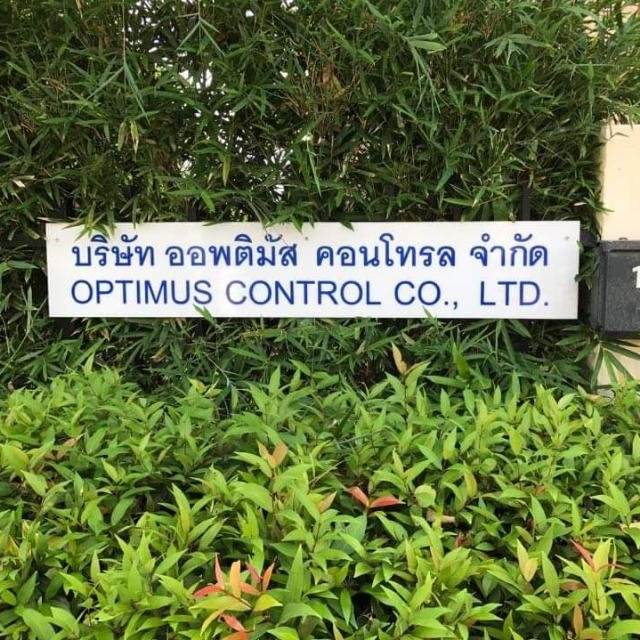 บริษัท ออพติมัส คอนโทรล จำกัด
OPTIMUS CONTROL CO., LTD.